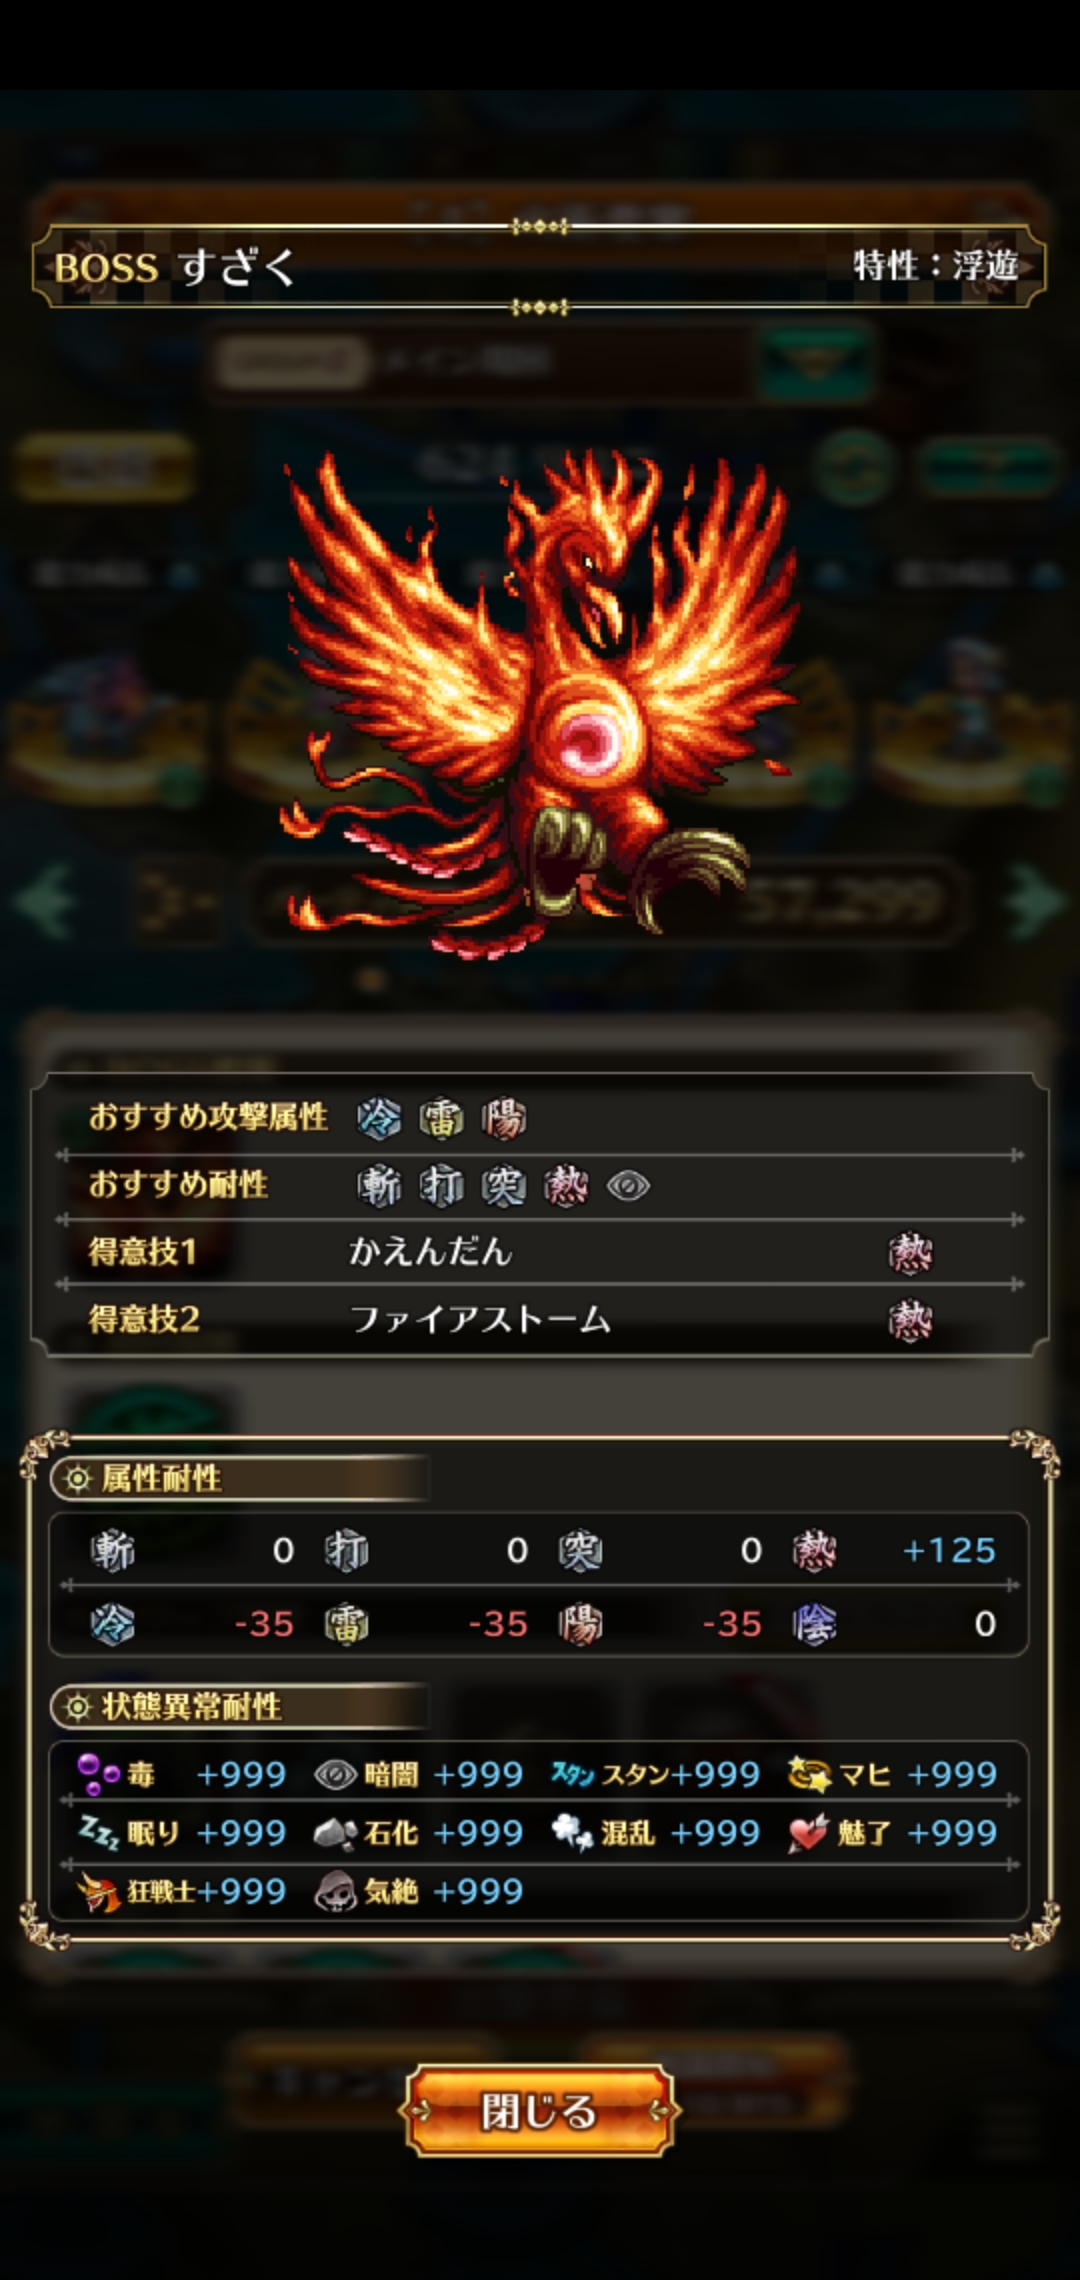 BOSS すざく 特性：浮遊
おすすめ攻撃属性 冷 雷 陽
おすすめ耐性 斬 打 突 熱
得意技1 かえんだん 熱
得意技2 ファイアストーム 熱
属性耐性
斬 0 打 0 突 0 熱 +125
冷 -35 雷 -35 陽 -35 陰 0
状態異常耐性
毒 +999 暗闇 +999 スタン スタン+999 マヒ +999
Zzz 眠り +999 石化 +999 混乱 +999 魅了 +999
狂戦士+999 気絶 +999
57,299
閉じる